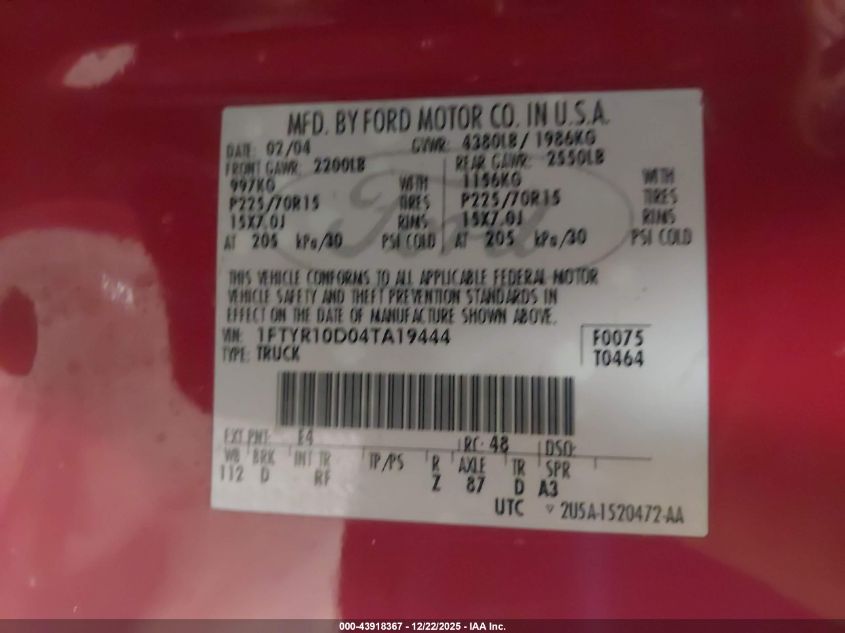 MFD. BY FORD MOTOR CO. IN U.S.A.
DATE: 02/04 GVWR: 4380LB/ 1986KG
FRONT GAWR: 2200LB REAR GAWR: 2550LB
997KG WITH 1156KG WITH
P225/70R15 TIRES P225/70R15 TIRES
15X7.0J RIMS 15X7.0J RIMS
AT 205 kPa/30 PSI COLD AT 205 kPa/30 PSI COLD
Ford
THIS VEHICLE CONFORMS TO ALL APPLICABLE FEDERAL MOTOR
VEHICLE SAFETY AND THEFT PREVENTION STANDARDS IN
EFFECT ON THE DATE OF MANUFACTURE SHOWN ABOVE.
VIN: 1FTYR10D04TA19444 F0075
TYPE: TRUCK T0464
EXT PNT: E4 RC: 48 DSO:
WB BRK INT TR TP/PS R AXLE TR SPR
112 D RF Z 87 D A3
UTC ▽ 2U5A-1520472-AA
000-43918367 - 12/22/2025 - IAA Inc.